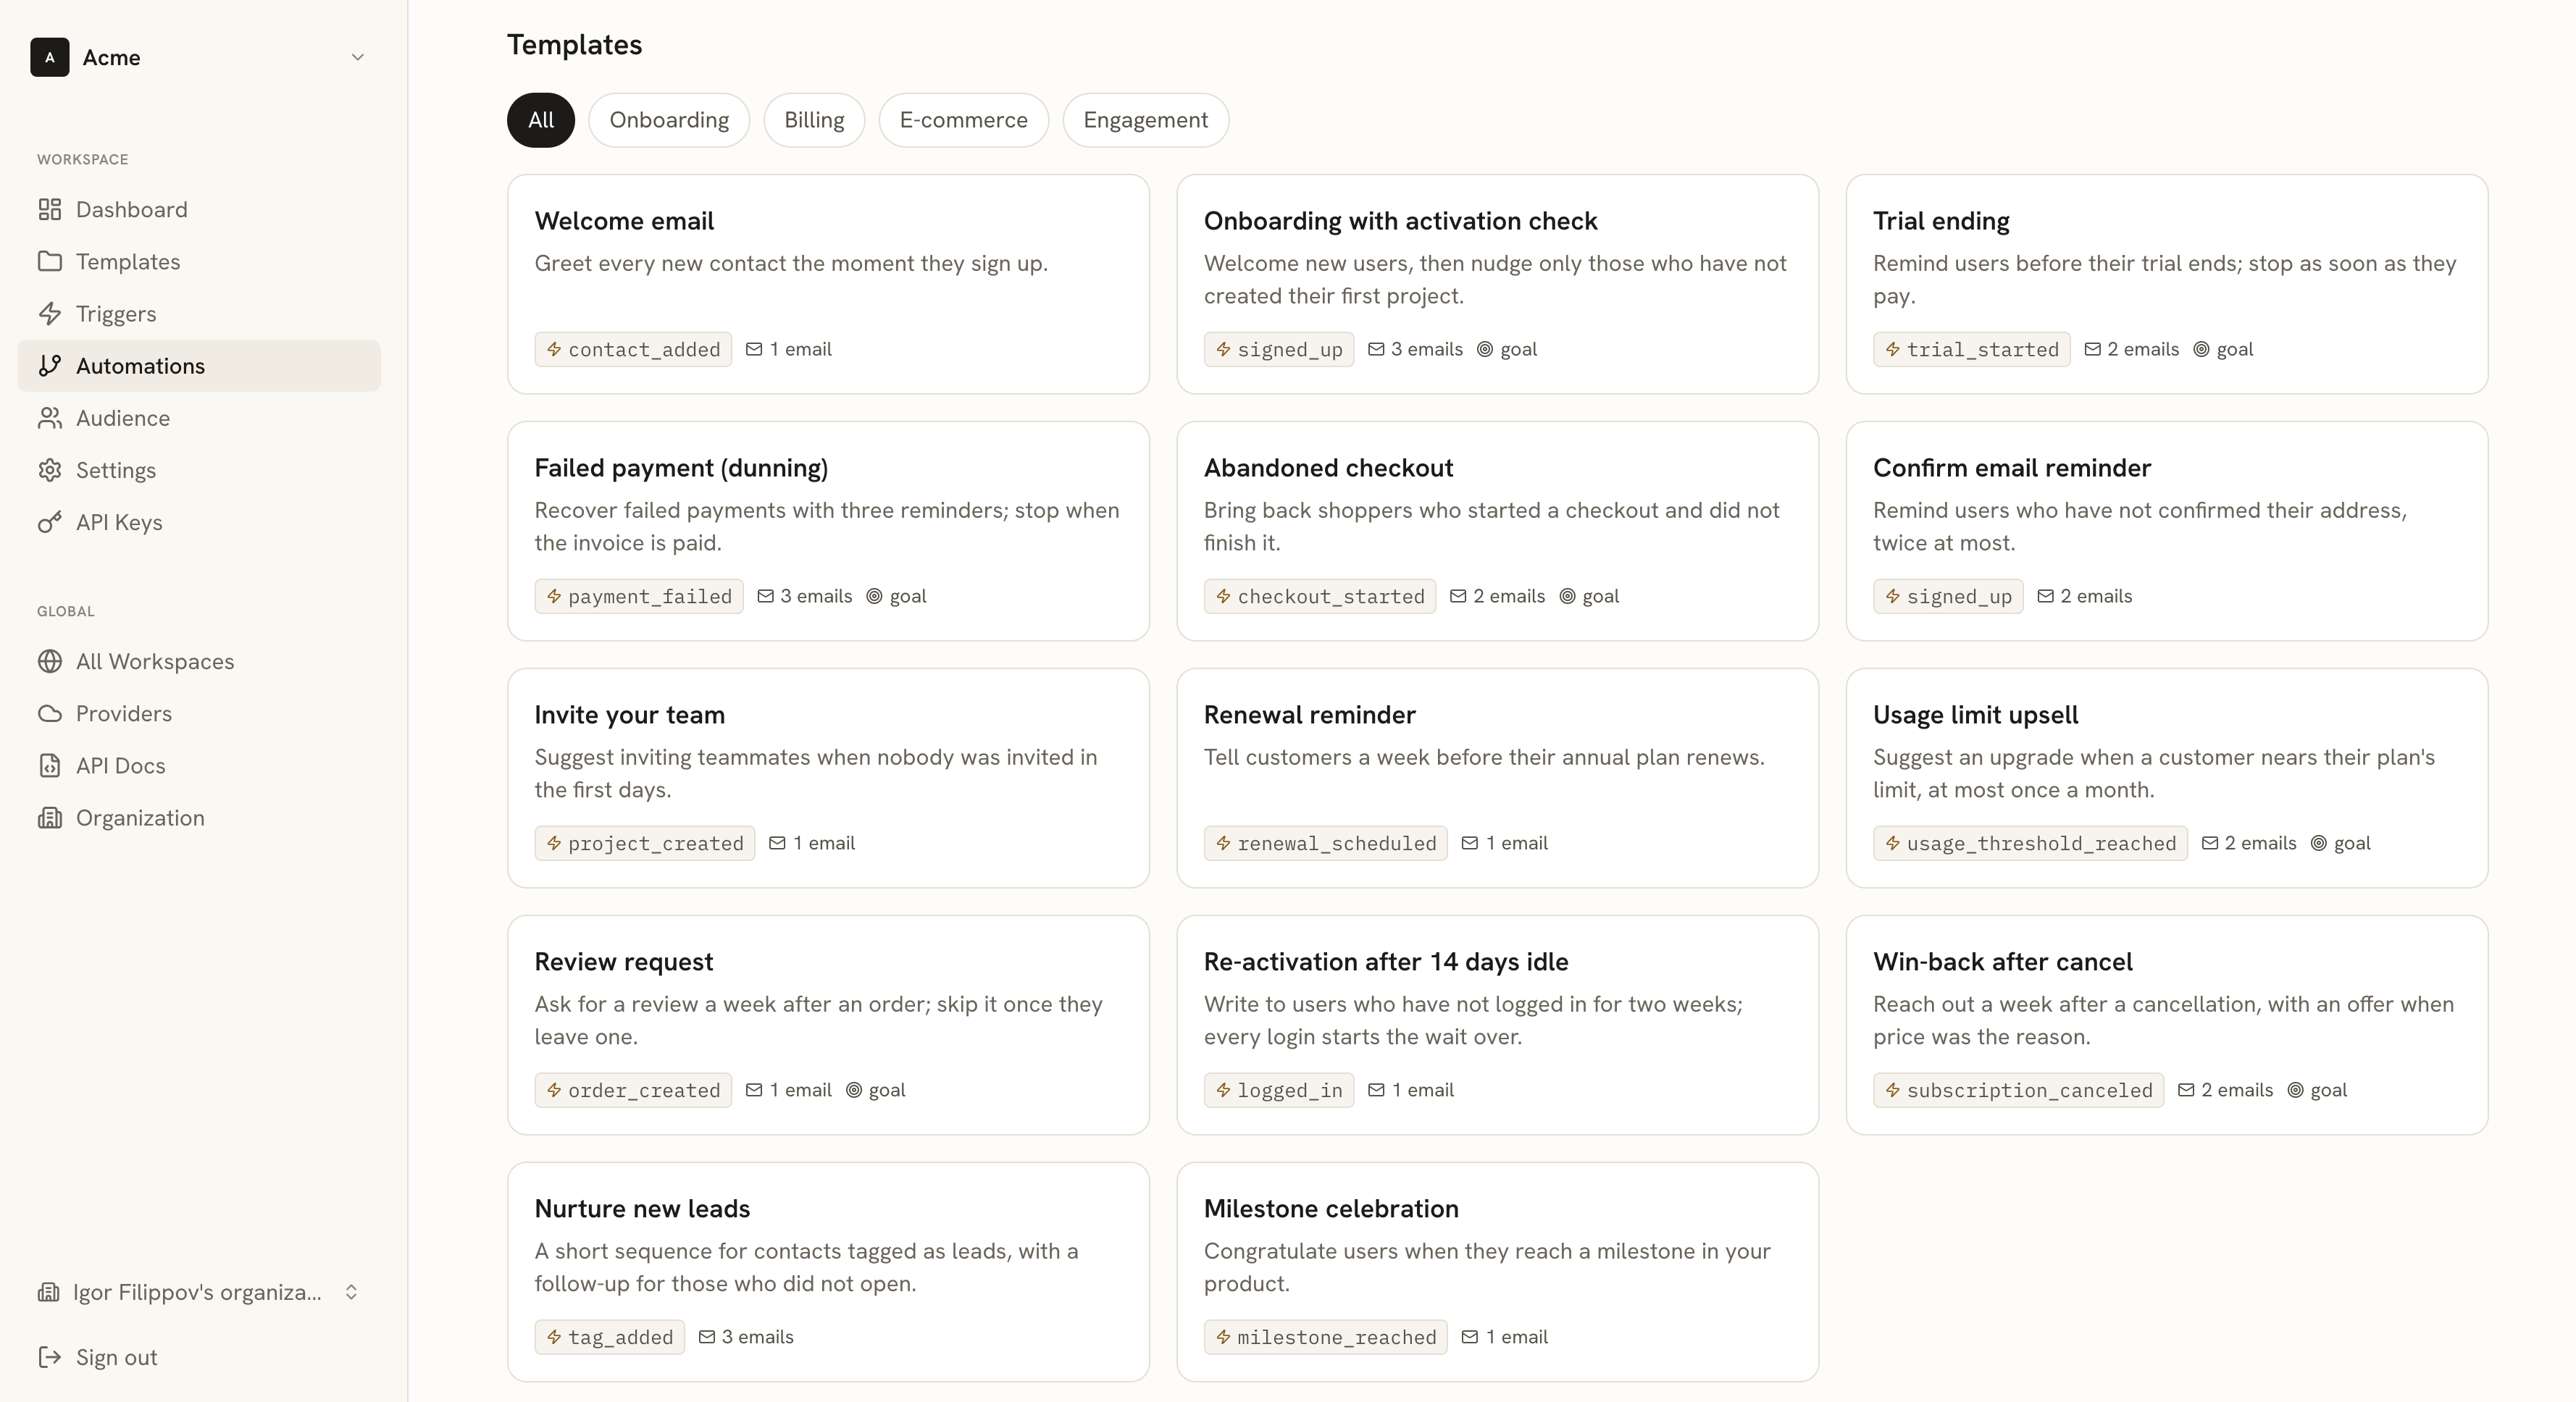 A
Acme
WORKSPACE
Dashboard
Templates
Triggers
Automations
Audience
Settings
API Keys
GLOBAL
All Workspaces
Providers
API Docs
Organization
Igor Filippov's organiza...
Sign out
Templates
All
Onboarding
Billing
E-commerce
Engagement
Welcome email
Greet every new contact the moment they sign up.
contact_added
1 email
Onboarding with activation check
Welcome new users, then nudge only those who have not
created their first project.
signed_up
3 emails
goal
Trial ending
Remind users before their trial ends; stop as soon as they
pay.
trial_started
2 emails
goal
Failed payment (dunning)
Recover failed payments with three reminders; stop when
the invoice is paid.
payment_failed
3 emails
goal
Abandoned checkout
Bring back shoppers who started a checkout and did not
finish it.
checkout_started
2 emails
goal
Confirm email reminder
Remind users who have not confirmed their address,
twice at most.
signed_up
2 emails
Invite your team
Suggest inviting teammates when nobody was invited in
the first days.
project_created
1 email
Renewal reminder
Tell customers a week before their annual plan renews.
renewal_scheduled
1 email
Usage limit upsell
Suggest an upgrade when a customer nears their plan's
limit, at most once a month.
usage_threshold_reached
2 emails
goal
Review request
Ask for a review a week after an order; skip it once they
leave one.
order_created
1 email
goal
Re-activation after 14 days idle
Write to users who have not logged in for two weeks;
every login starts the wait over.
logged_in
1 email
Win-back after cancel
Reach out a week after a cancellation, with an offer when
price was the reason.
subscription_canceled
2 emails
goal
Nurture new leads
A short sequence for contacts tagged as leads, with a
follow-up for those who did not open.
tag_added
3 emails
Milestone celebration
Congratulate users when they reach a milestone in your
product.
milestone_reached
1 email